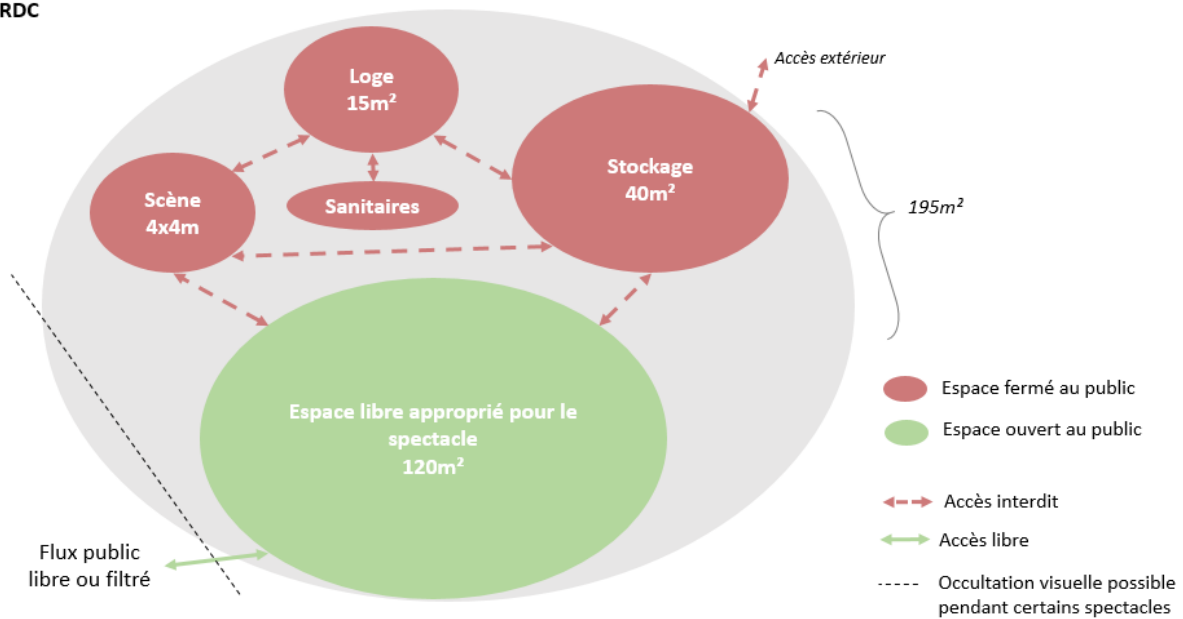 RDC
Accès extérieur
Loge
15m²
Stockage
40m²
Scène
4x4m
Sanitaires
195m²
Espace libre approprié pour le
spectacle
120m²
Espace fermé au public
Espace ouvert au public
Accès interdit
Accès libre
Flux public
libre ou filtré
Occultation visuelle possible
pendant certains spectacles